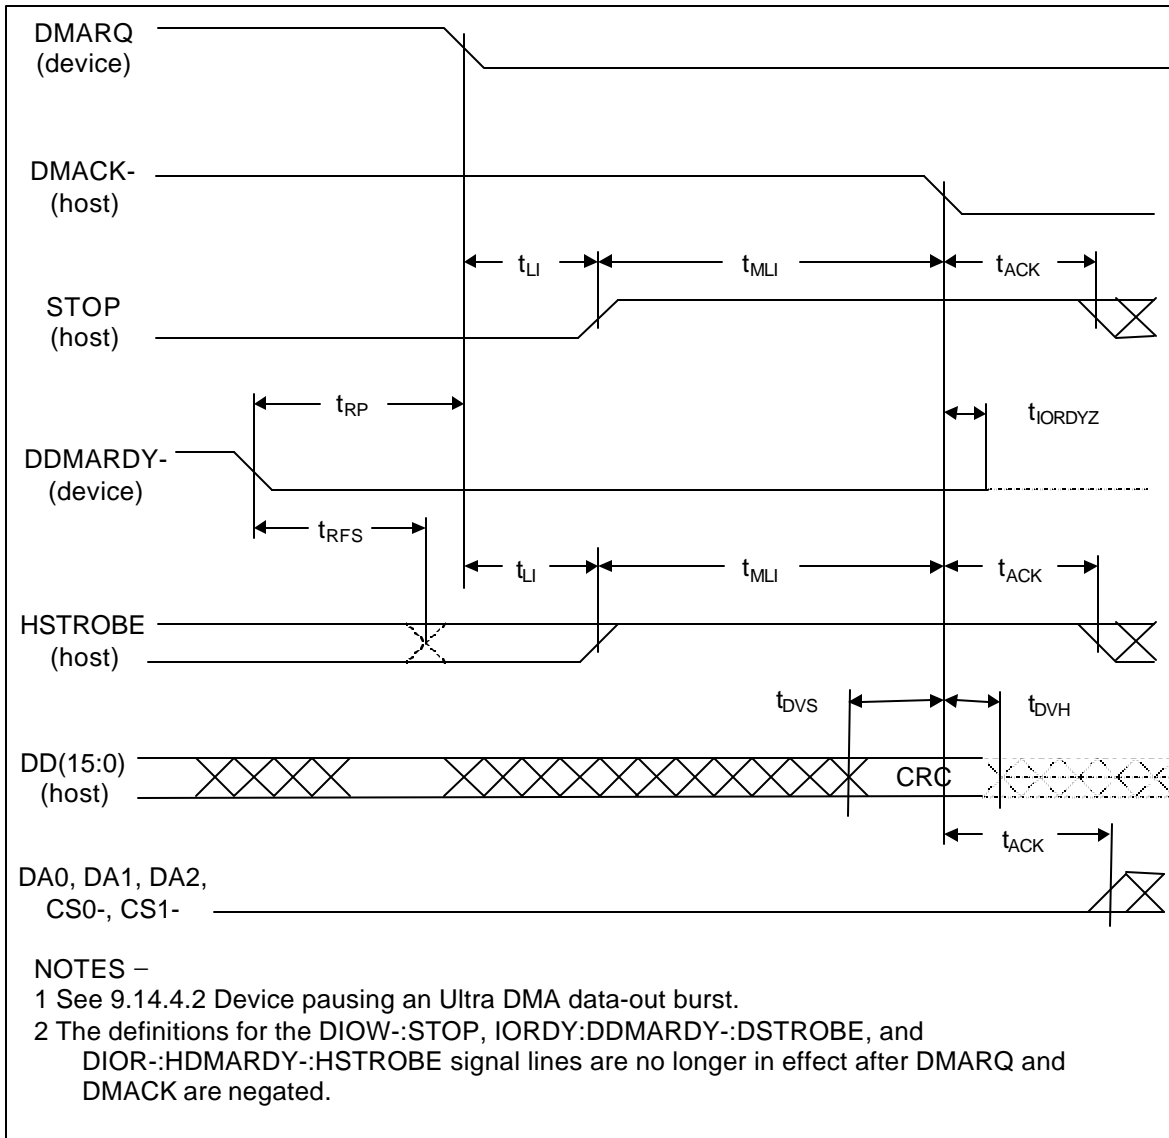 DMARQ
(device)
DMACK-
(host)
tLI
tMLI
tACK
STOP
(host)
tRP
tIORDYZ
DDMARDY-
(device)
tRFS
tLI
tMLI
tACK
HSTROBE
(host)
tDVS
tDVH
DD(15:0)
(host)
CRC
tACK
DA0, DA1, DA2,
CS0-, CS1-
NOTES –
1 See 9.14.4.2 Device pausing an Ultra DMA data-out burst.
2 The definitions for the DIOW-:STOP, IORDY:DDMARDY-:DSTROBE, and
DIOR-:HDMARDY-:HSTROBE signal lines are no longer in effect after DMARQ and
DMACK are negated.